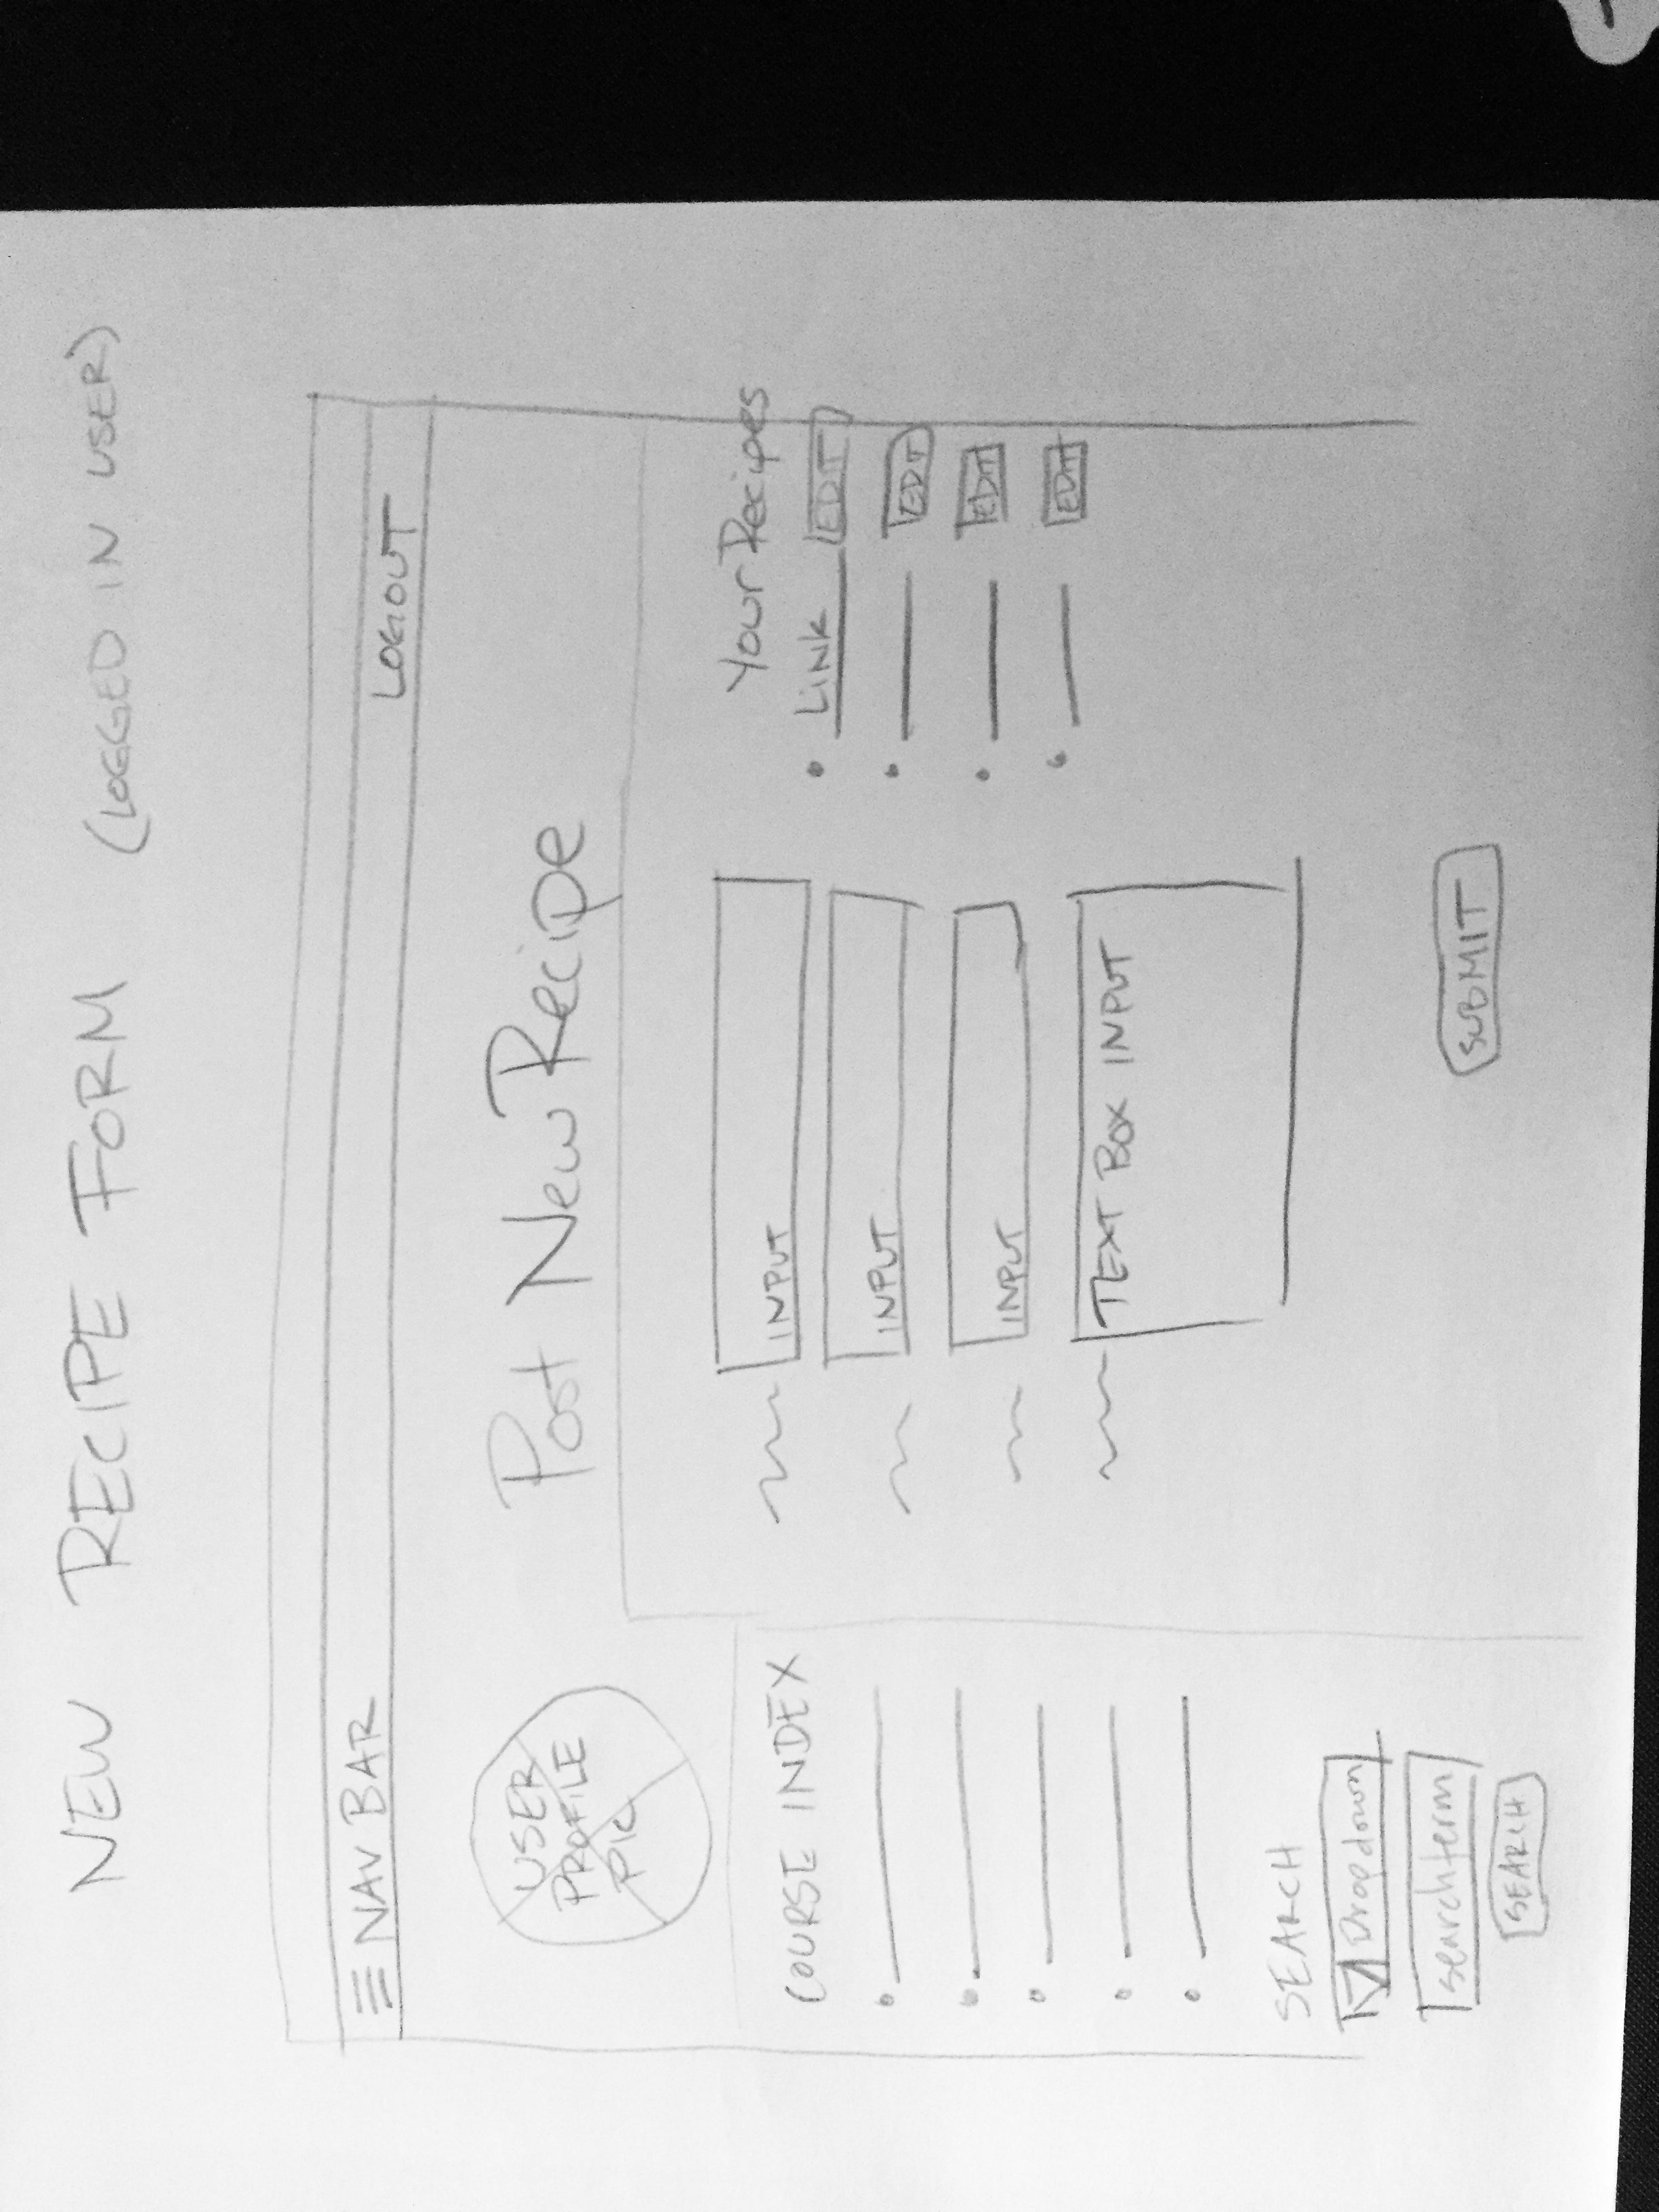 NEW RECIPE FORM (LOGGED IN USER)
NAV BAR
LOGOUT
USER
PROFILE
PIC
Post New Recipe
COURSE INDEX
SEARCH
Dropdown
searchterm
SEARCH
INPUT
INPUT
INPUT
TEXT BOX INPUT
SUBMIT
Your Recipes
Link EDIT
EDIT
EDIT
EDIT